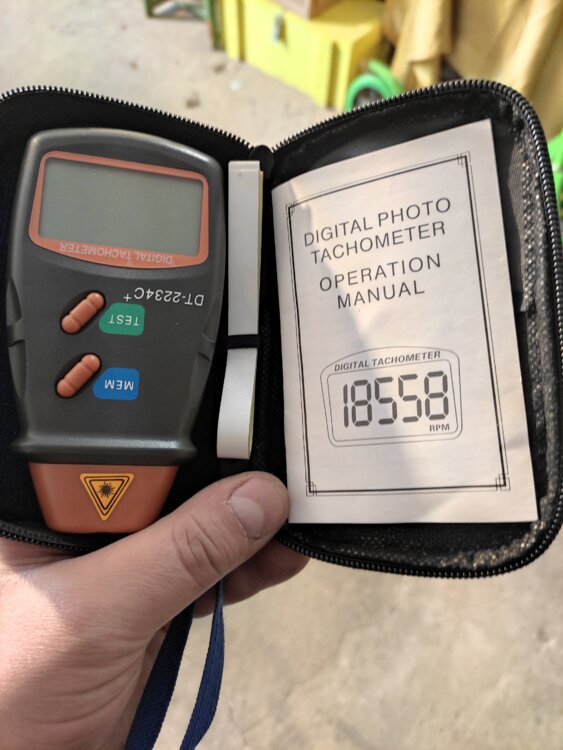 DIGITAL TACHOMETER
DT-2234C+
TEST
MEM
DIGITAL PHOTO
TACHOMETER
OPERATION
MANUAL
DIGITAL TACHOMETER
18558
RPM